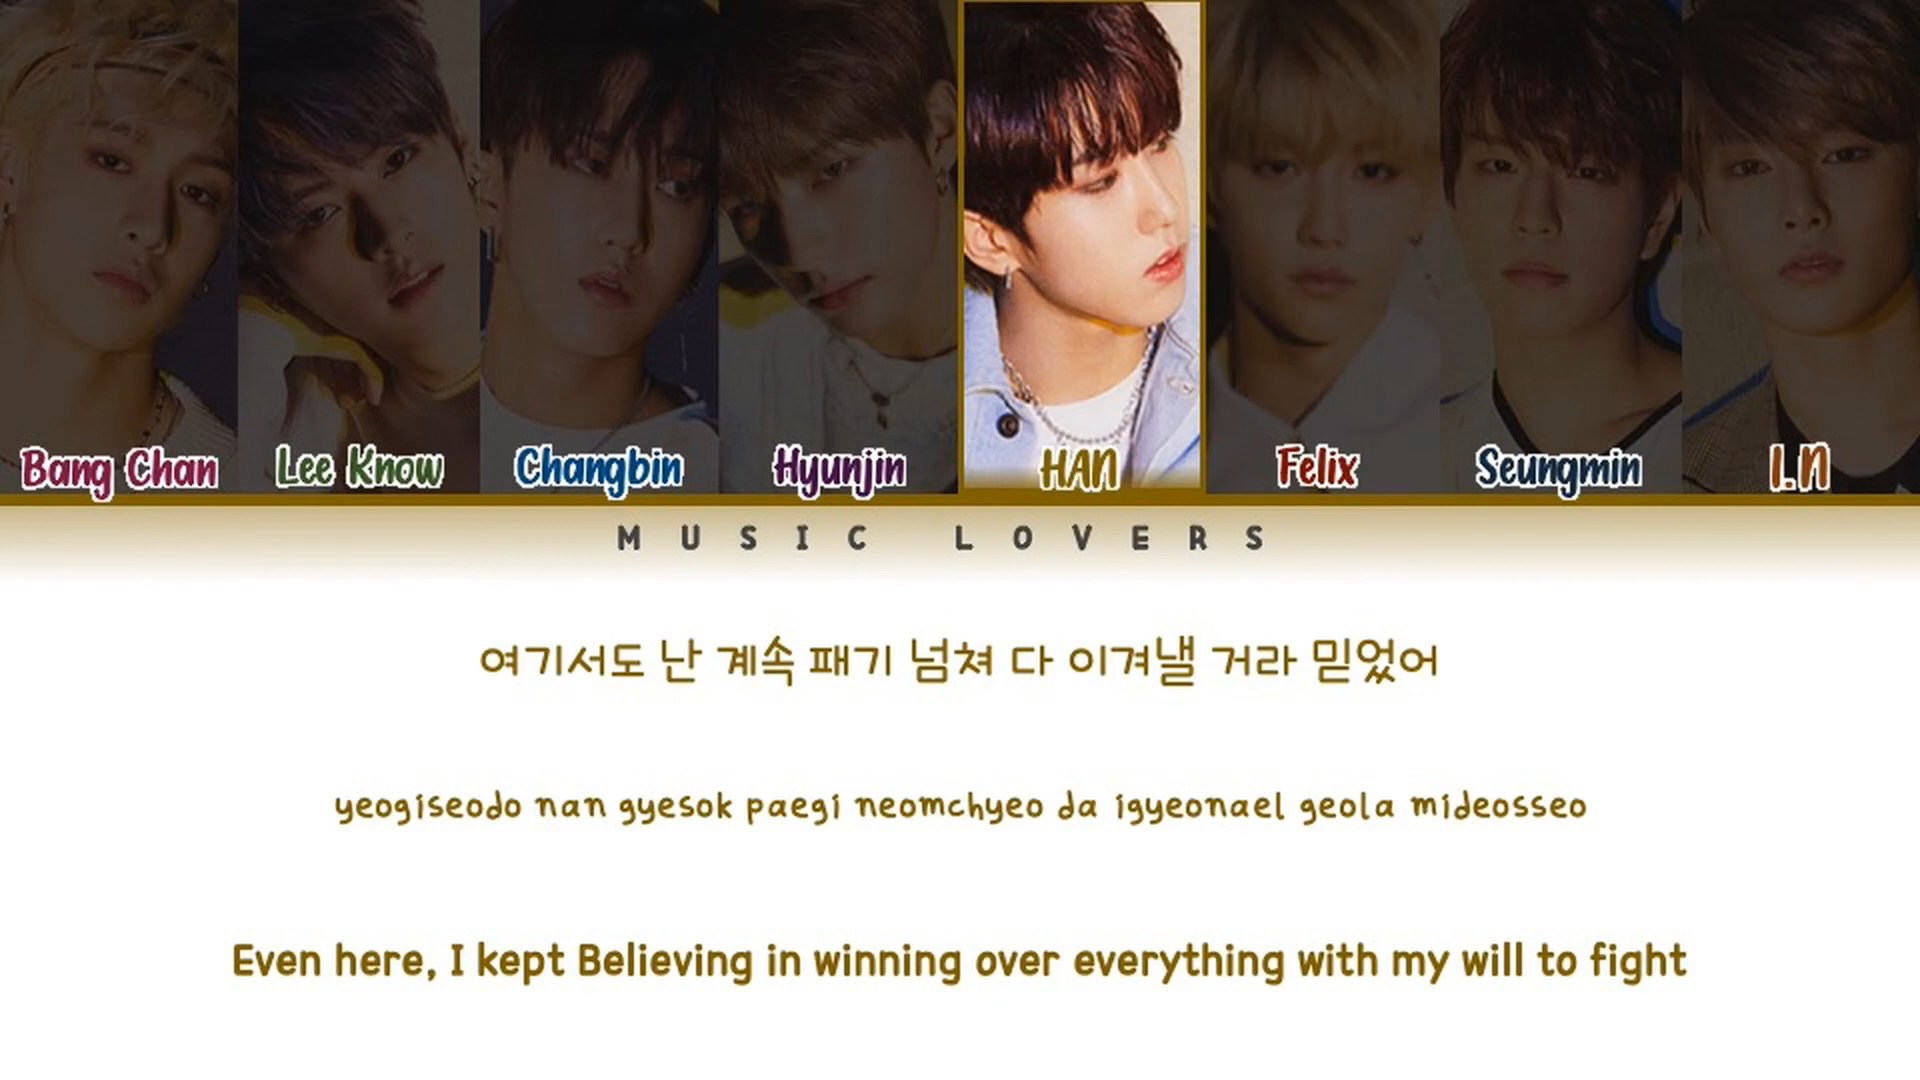 Bang Chan
Lee Know
Changbin
Hyunjin
HAN
Felix
Seungmin
I.N
MUSIC LOVERS
여기서도 난 계속 패기 넘쳐 다 이겨낼 거라 믿었어
yeogiseodo nan gyesok paegi neomchyeo da igyeonael geola mideosseo
Even here, I kept Believing in winning over everything with my will to fight